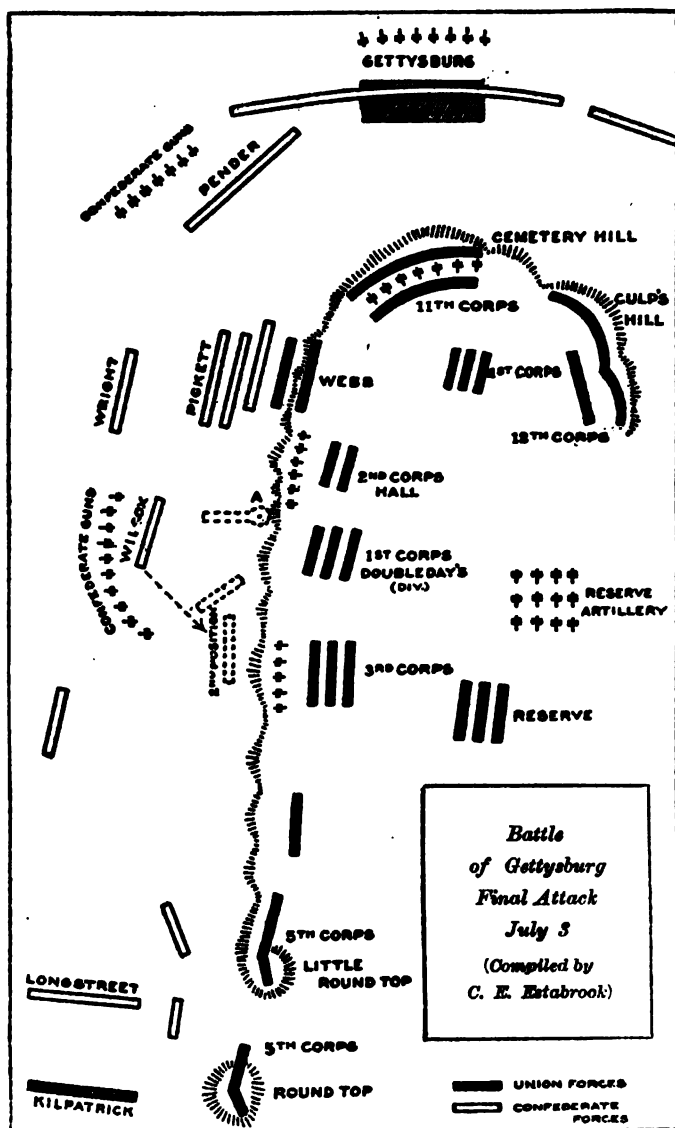 GETTYSBURG
CONFEDERATE GUNS
PENDER
CEMETERY HILL
CULP'S
HILL
11TH CORPS
WRIGHT
PICKETT
WEBB
1ST CORPS
12TH CORPS
2ND CORPS
HALL
A
CONFEDERATE GUNS
WILCOX
1ST CORPS
DOUBLEDAY'S
(DIV.)
RESERVE
ARTILLERY
2ND POSITION
3RD CORPS
RESERVE
Battle
of Gettysburg
Final Attack
July 3
(Compiled by
C. E. Estabrook)
5TH CORPS
LITTLE
ROUND TOP
LONGSTREET
5TH CORPS
ROUND TOP
KILPATRICK
UNION FORCES
CONFEDERATE
FORCES